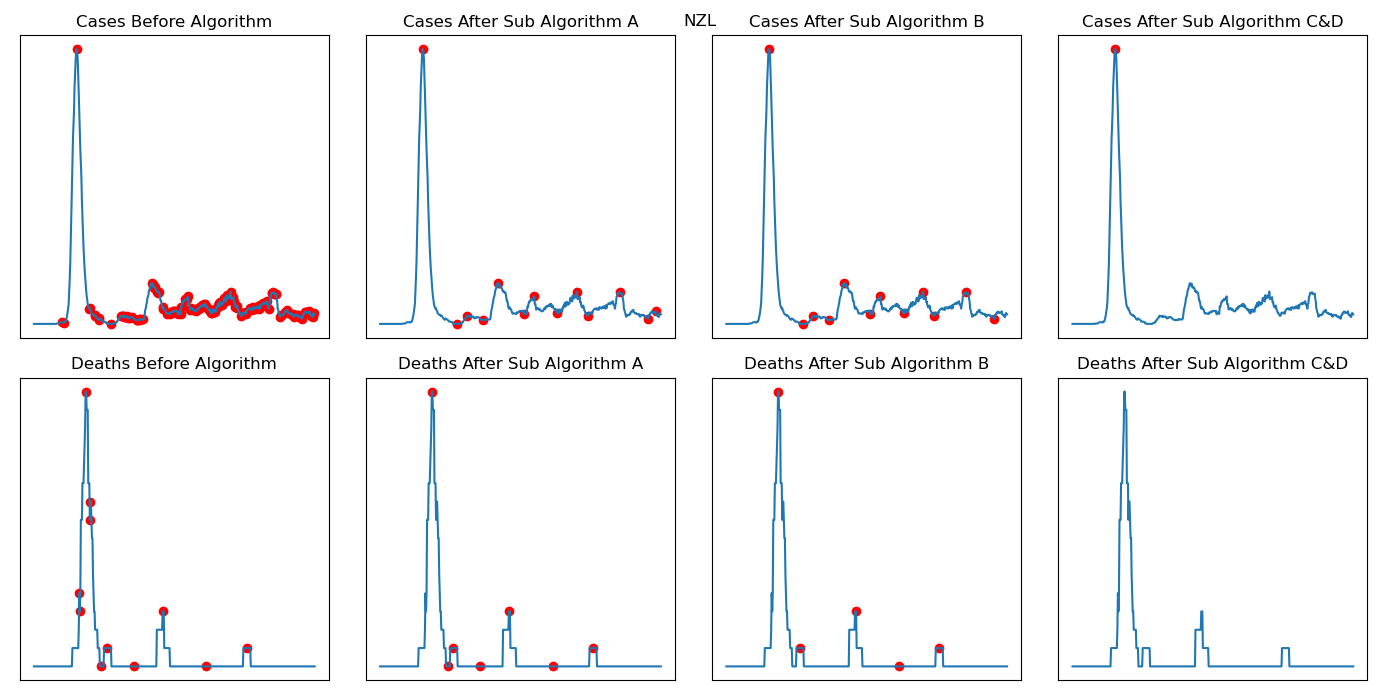 NZL
Cases Before Algorithm
Cases After Sub Algorithm A
Cases After Sub Algorithm B
Cases After Sub Algorithm C&D
Deaths Before Algorithm
Deaths After Sub Algorithm A
Deaths After Sub Algorithm B
Deaths After Sub Algorithm C&D